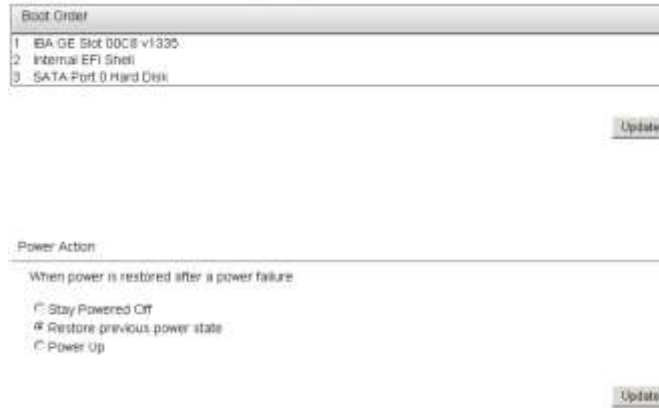 Boot Order
1 IBA GE Slot 00C8 v1335
2 Internal EFI Shell
3 SATA Port 0 Hard Disk
Update
Power Action
When power is restored after a power failure
Stay Powered Off
Restore previous power state
Power Up
Update